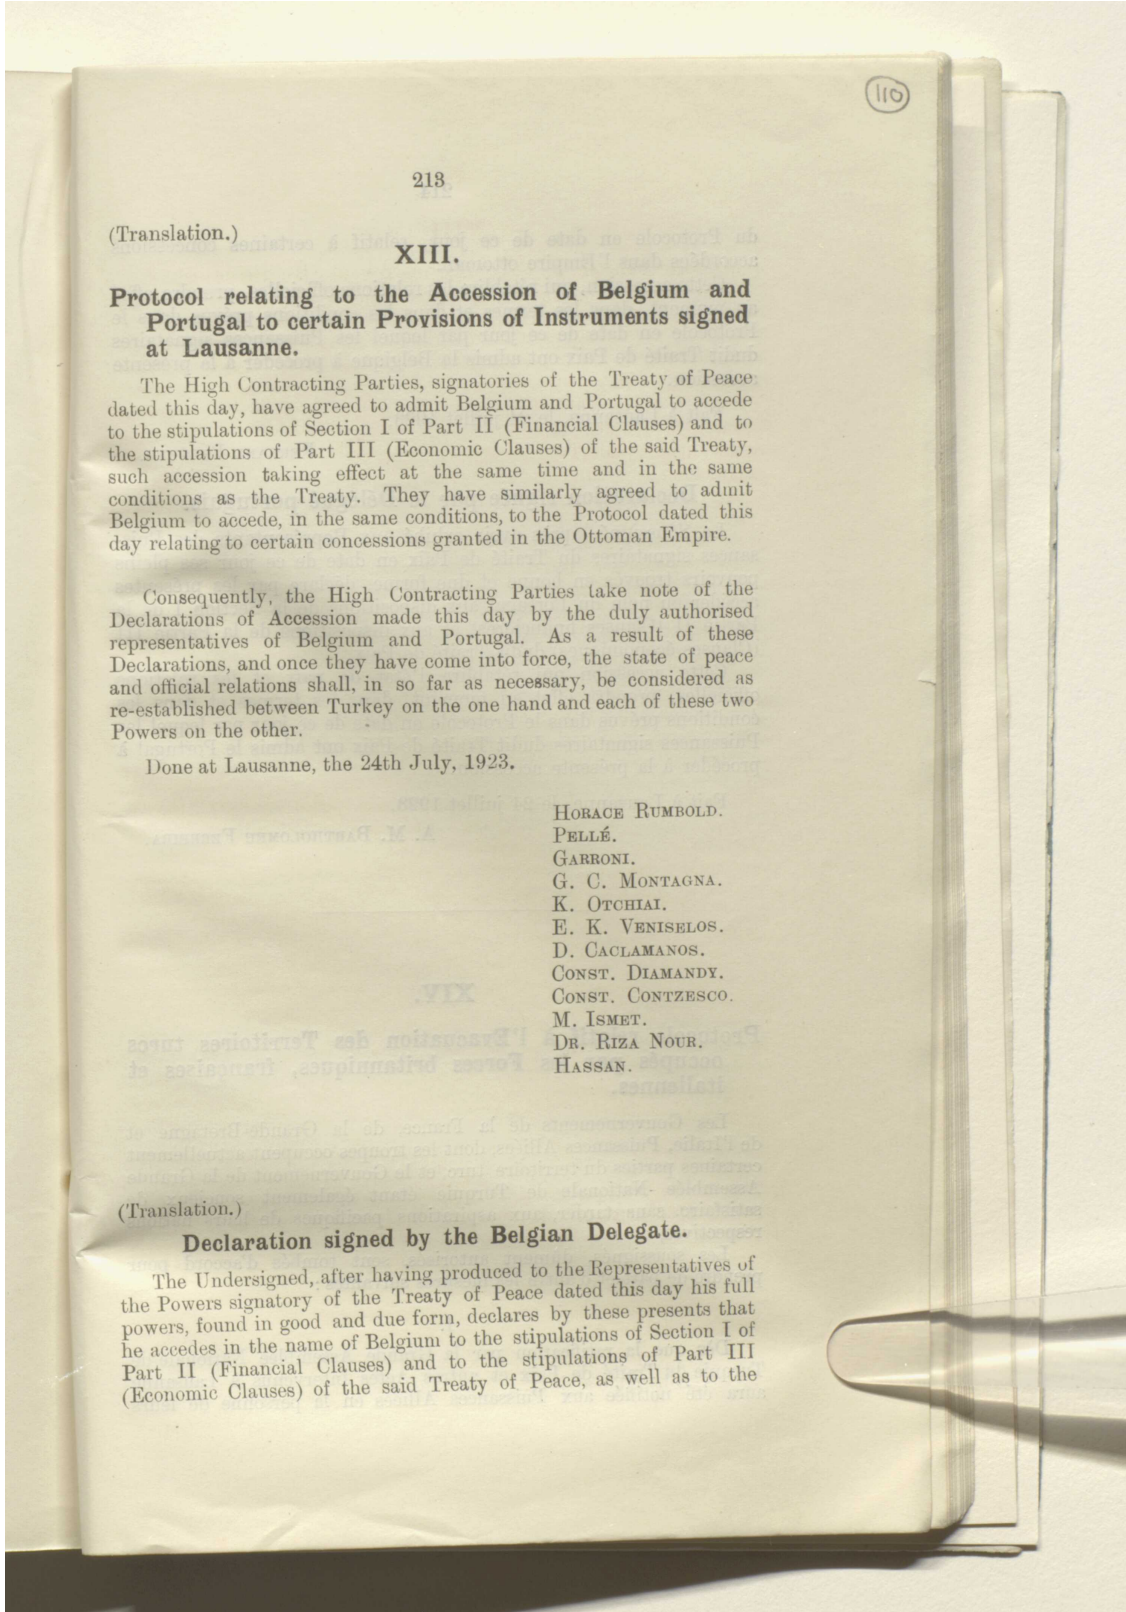 110
213
(Translation.)
XIII.
Protocol relating to the Accession of Belgium and
Portugal to certain Provisions of Instruments signed
at Lausanne.
The High Contracting Parties, signatories of the Treaty of Peace
dated this day, have agreed to admit Belgium and Portugal to accede
to the stipulations of Section I of Part II (Financial Clauses) and to
the stipulations of Part III (Economic Clauses) of the said Treaty,
such accession taking effect at the same time and in the same
conditions as the Treaty. They have similarly agreed to admit
Belgium to accede, in the same conditions, to the Protocol dated this
day relating to certain concessions granted in the Ottoman Empire.
Consequently, the High Contracting Parties take note of the
Declarations of Accession made this day by the duly authorised
representatives of Belgium and Portugal. As a result of these
Declarations, and once they have come into force, the state of peace
and official relations shall, in so far as necessary, be considered as
re-established between Turkey on the one hand and each of these two
Powers on the other.
Done at Lausanne, the 24th July, 1923.
HORACE RUMBOLD.
PELLÉ.
GARRONI.
G. C. MONTAGNA.
K. OTCHIAI.
E. K. VENISELOS.
D. CACLAMANOS.
CONST. DIAMANDY.
CONST. CONTZESCO.
M. ISMET.
DR. RIZA NOUR.
HASSAN.
(Translation.)
Declaration signed by the Belgian Delegate.
The Undersigned, after having produced to the Representatives of
the Powers signatory of the Treaty of Peace dated this day his full
powers, found in good and due form, declares by these presents that
he accedes in the name of Belgium to the stipulations of Section I of
Part II (Financial Clauses) and to the stipulations of Part III
(Economic Clauses) of the said Treaty of Peace, as well as to the